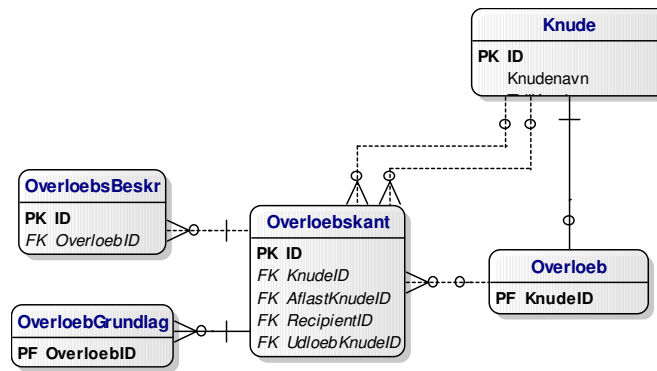 Knude
PK ID
Knudenavn
OverloebsBeskr
PK ID
FK OverloebID
Overloebskant
PK ID
FK KnudeID
FK AflastKnudeID
FK RecipientID
FK UdloebKnudeID
Overloeb
PF KnudeID
OverloebGrundlag
PF OverloebID